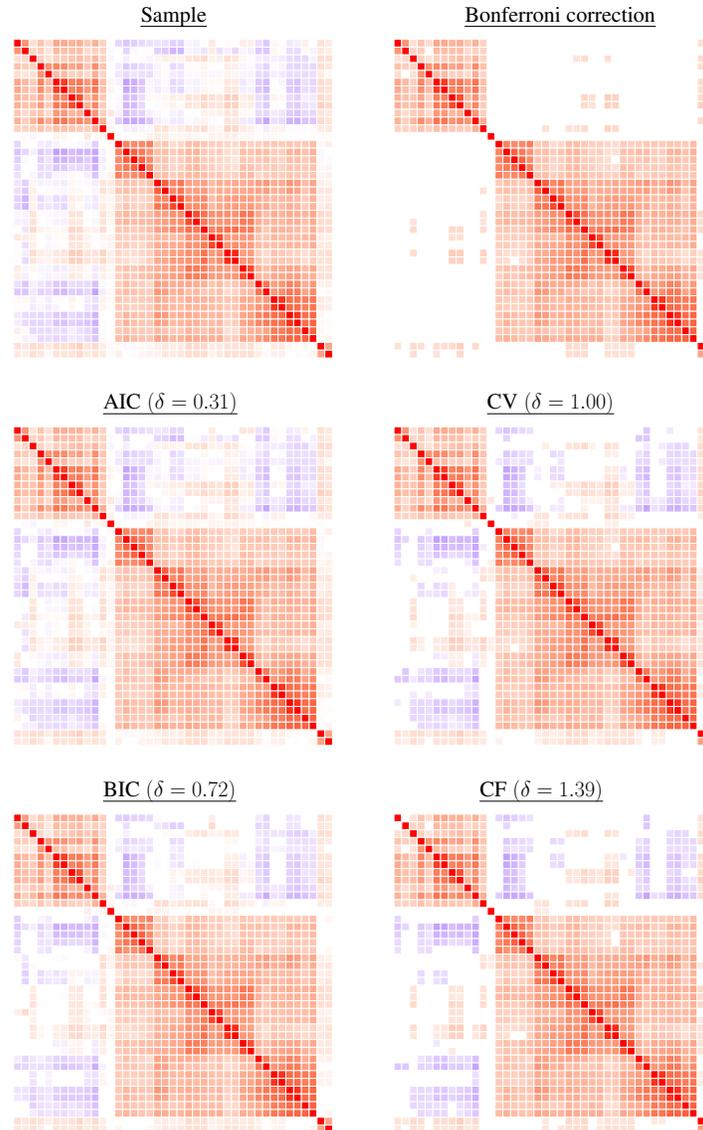 Sample
Bonferroni correction
AIC (δ = 0.31)
CV (δ = 1.00)
BIC (δ = 0.72)
CF (δ = 1.39)